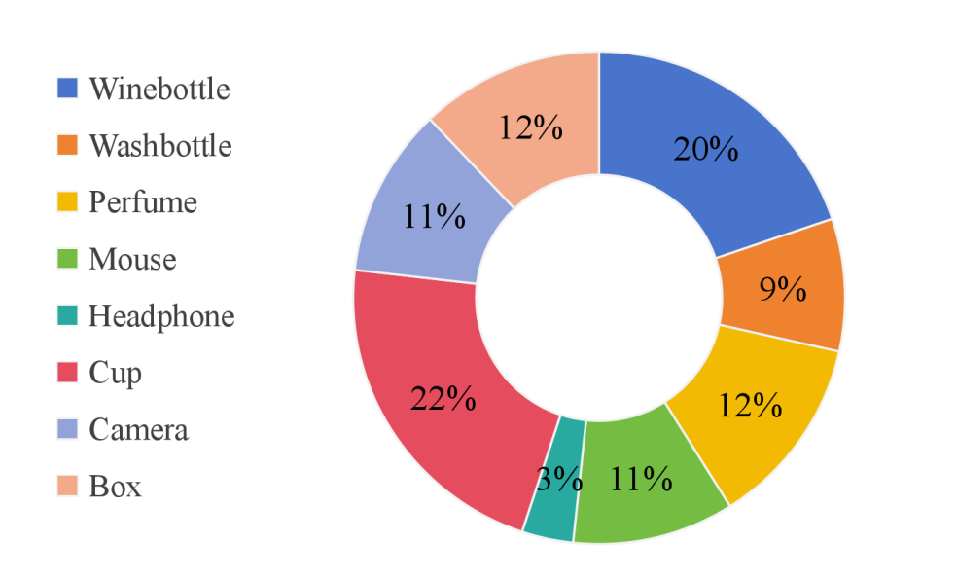 Winebottle
Washbottle
Perfume
Mouse
Headphone
Cup
Camera
Box
20%
9%
12%
11%
3%
22%
11%
12%